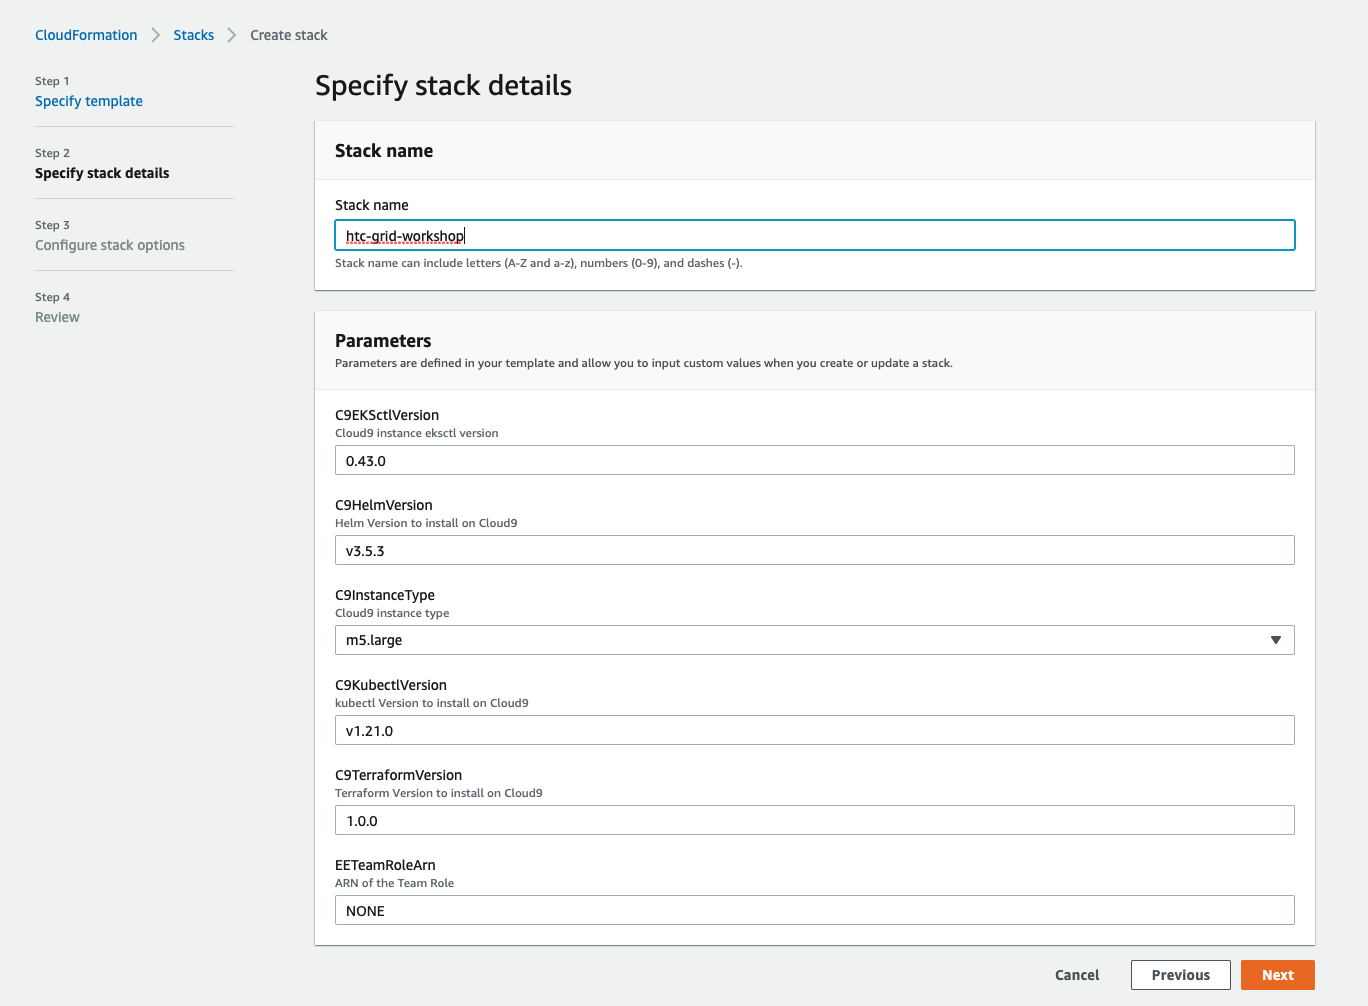 CloudFormation > Stacks > Create stack
Step 1
Specify template
Step 2
Specify stack details
Step 3
Configure stack options
Step 4
Review
Specify stack details
Stack name
Stack name
htc-grid-workshop
Stack name can include letters (A-Z and a-z), numbers (0-9), and dashes (-).
Parameters
Parameters are defined in your template and allow you to input custom values when you create or update a stack.
C9EKSctlVersion
Cloud9 instance eksctl version
0.43.0
C9HelmVersion
Helm Version to install on Cloud9
v3.5.3
C9InstanceType
Cloud9 instance type
m5.large
C9KubectlVersion
kubectl Version to install on Cloud9
v1.21.0
C9TerraformVersion
Terraform Version to install on Cloud9
1.0.0
EETeamRoleArn
ARN of the Team Role
NONE
Cancel Previous Next